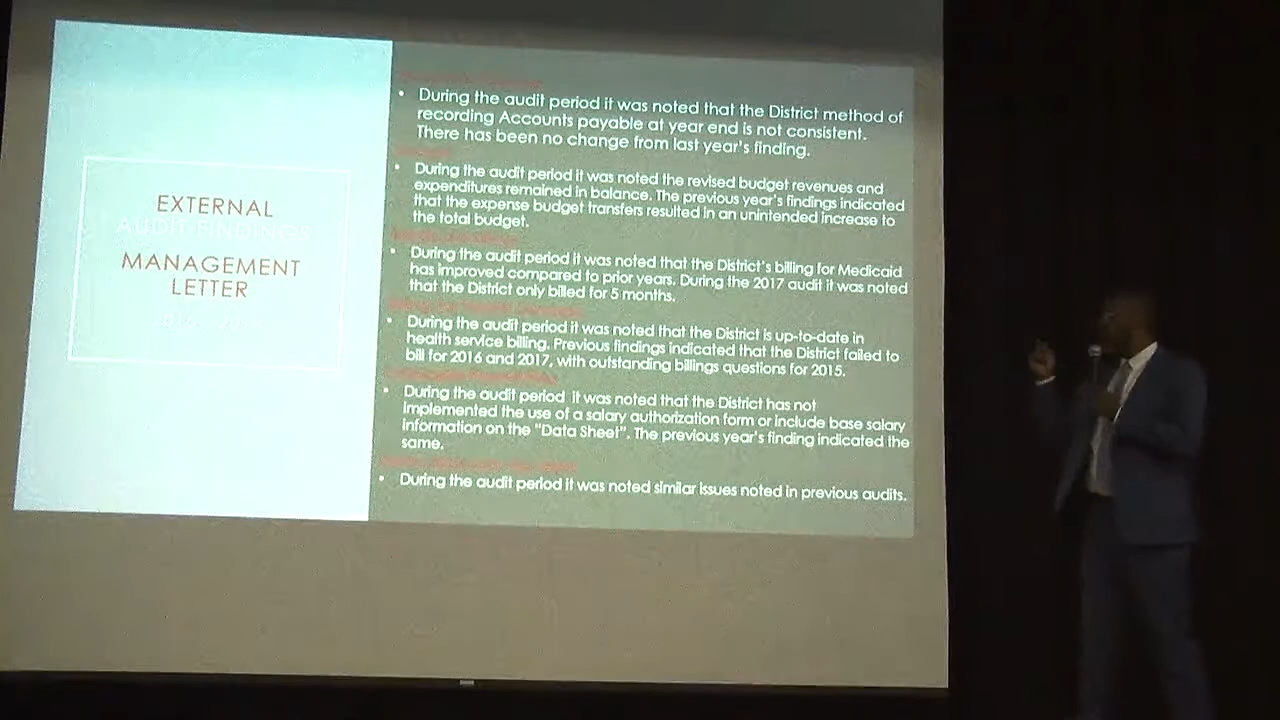 EXTERNAL
AUDIT FINDINGS
MANAGEMENT
LETTER
• During the audit period it was noted that the District method of
recording Accounts payable at year end is not consistent.
There has been no change from last year's finding.
• During the audit period it was noted the revised budget revenues and
expenditures remained in balance. The previous year's findings indicated
that the expense budget transfers resulted in an unintended increase to
the total budget.
• During the audit period it was noted that the District's billing for Medicaid
has improved compared to prior years. During the 2017 audit it was noted
that the District only billed for 5 months.
• During the audit period it was noted that the District is up-to-date in
health service billing. Previous findings indicated that the District failed to
bill for 2016 and 2017, with outstanding billings questions for 2015.
• During the audit period it was noted that the District has not
implemented the use of a salary authorization form or include base salary
information on the “Data Sheet”. The previous year's finding indicated the
same.
• During the audit period it was noted similar issues noted in previous audits.